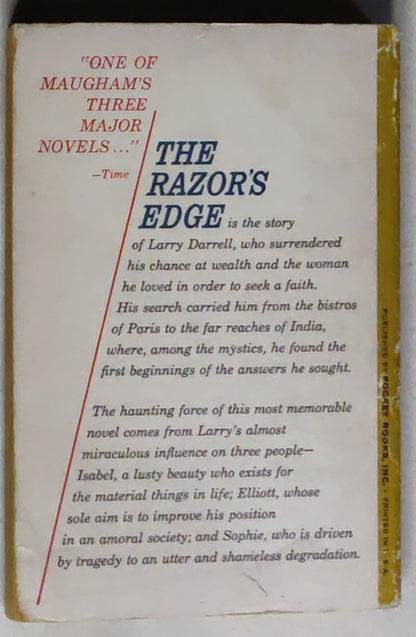 "ONE OF
MAUGHAM'S
THREE
MAJOR
NOVELS..."
—Time
THE
RAZOR'S
EDGE is the story
of Larry Darrell, who surrendered
his chance at wealth and the woman
he loved in order to seek a faith.
His search carried him from the bistros
of Paris to the far reaches of India,
where, among the mystics, he found the
first beginnings of the answers he sought.
The haunting force of this most memorable
novel comes from Larry's almost
miraculous influence on three people—
Isabel, a lusty beauty who exists for
the material things in life; Elliott, whose
sole aim is to improve his position
in an amoral society; and Sophie, who is driven
by tragedy to an utter and shameless degradation.
PUBLISHED BY POCKET BOOKS, INC. · PRINTED IN U.S.A.